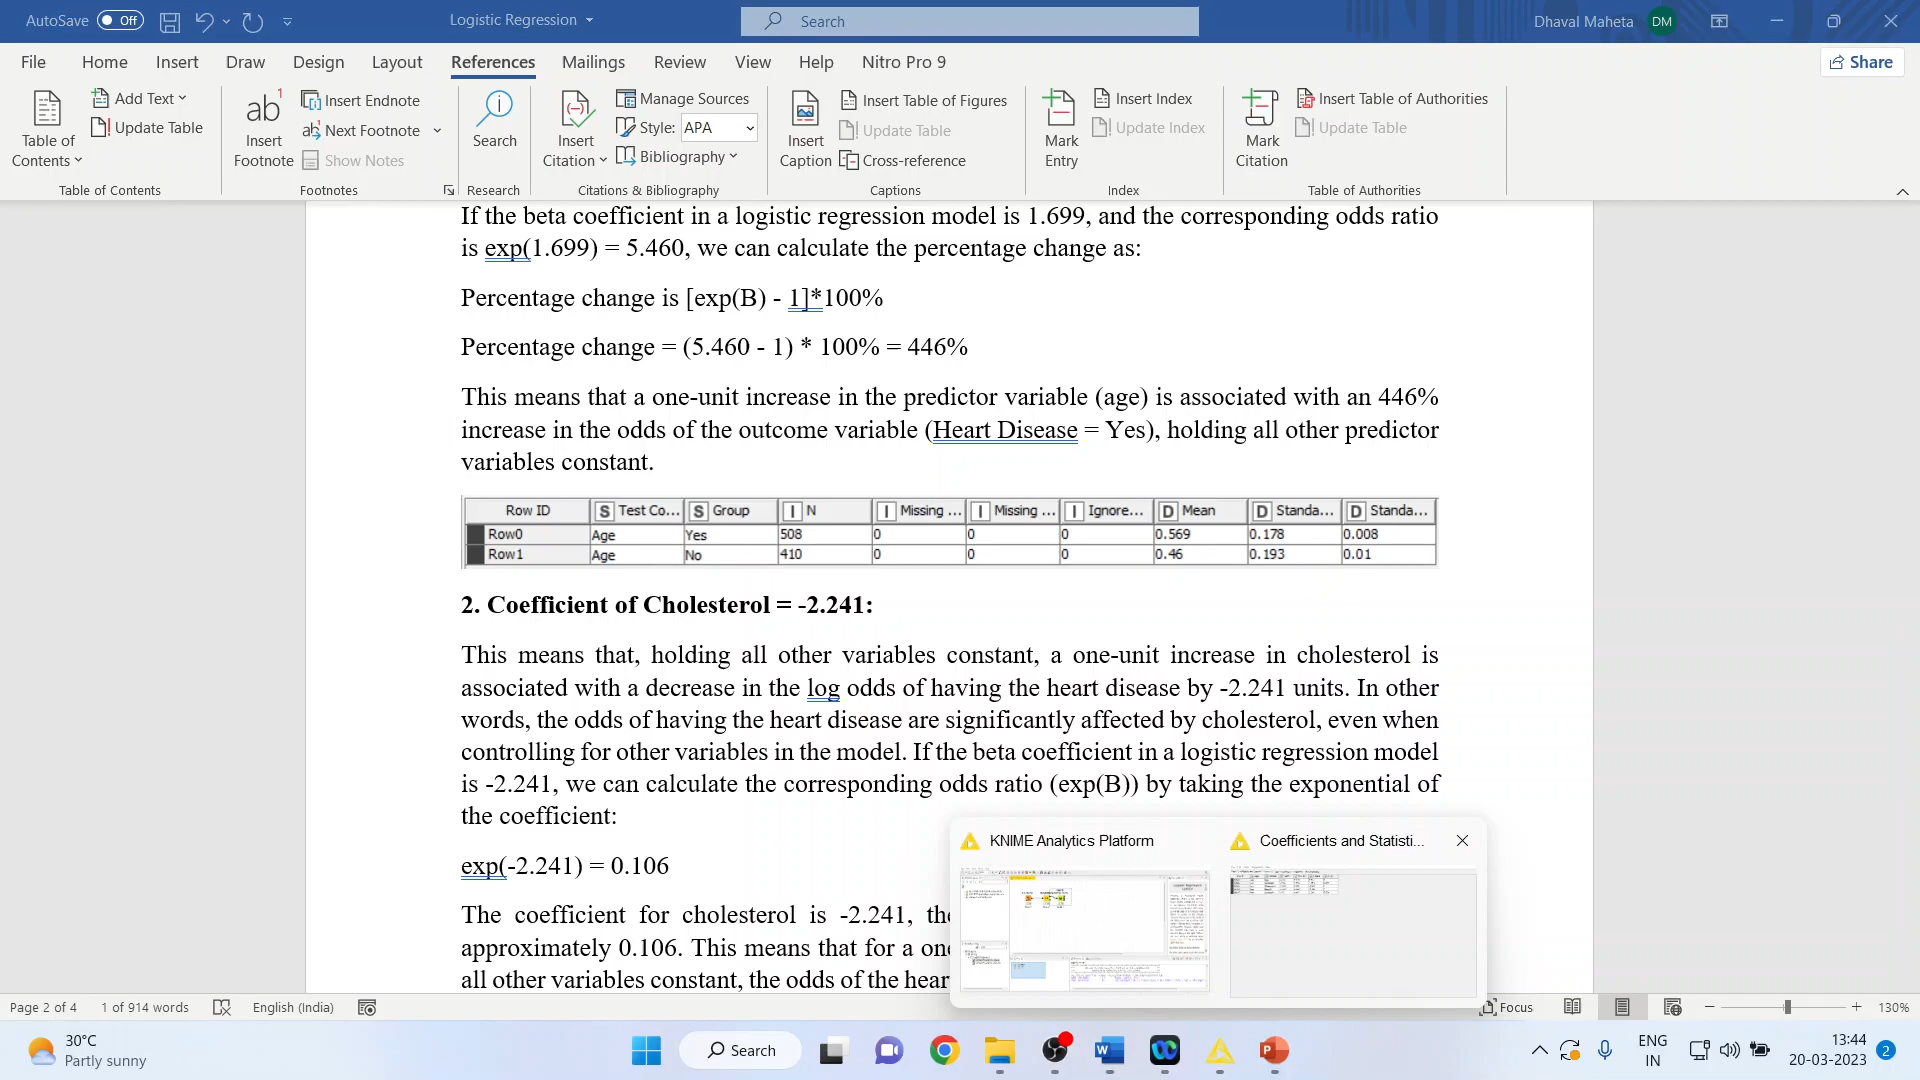 AutoSave Off
Logistic Regression
Search
Dhaval Maheta DM
File Home Insert Draw Design Layout References Mailings Review View Help Nitro Pro 9
Share
Table of Contents
Add Text
Update Table
Table of Contents
ab
Insert Footnote
Insert Endnote
Next Footnote
Show Notes
Footnotes
Search
Research
Insert Citation
Manage Sources
Style: APA
Bibliography
Citations & Bibliography
Insert Caption
Insert Table of Figures
Update Table
Cross-reference
Captions
Mark Entry
Insert Index
Update Index
Index
Mark Citation
Insert Table of Authorities
Update Table
Table of Authorities
If the beta coefficient in a logistic regression model is 1.699, and the corresponding odds ratio
is exp(1.699) = 5.460, we can calculate the percentage change as:
Percentage change is [exp(B) - 1]*100%
Percentage change = (5.460 - 1) * 100% = 446%
This means that a one-unit increase in the predictor variable (age) is associated with an 446%
increase in the odds of the outcome variable (Heart Disease = Yes), holding all other predictor
variables constant.
Row ID S Test Co... S Group I N I Missing ... I Missing ... I Ignore... D Mean D Standa... D Standa...
Row0 Age Yes 508 0 0 0 0.569 0.178 0.008
Row1 Age No 410 0 0 0 0.46 0.193 0.01
2. Coefficient of Cholesterol = -2.241:
This means that, holding all other variables constant, a one-unit increase in cholesterol is
associated with a decrease in the log odds of having the heart disease by -2.241 units. In other
words, the odds of having the heart disease are significantly affected by cholesterol, even when
controlling for other variables in the model. If the beta coefficient in a logistic regression model
is -2.241, we can calculate the corresponding odds ratio (exp(B)) by taking the exponential of
the coefficient:
exp(-2.241) = 0.106
The coefficient for cholesterol is -2.241, the
approximately 0.106. This means that for a one
all other variables constant, the odds of the hear
KNIME Analytics Platform
Coefficients and Statisti...
Page 2 of 4 1 of 914 words English (India) Focus 130%
30°C
Partly sunny
Search
ENG
IN
13:44
20-03-2023
2